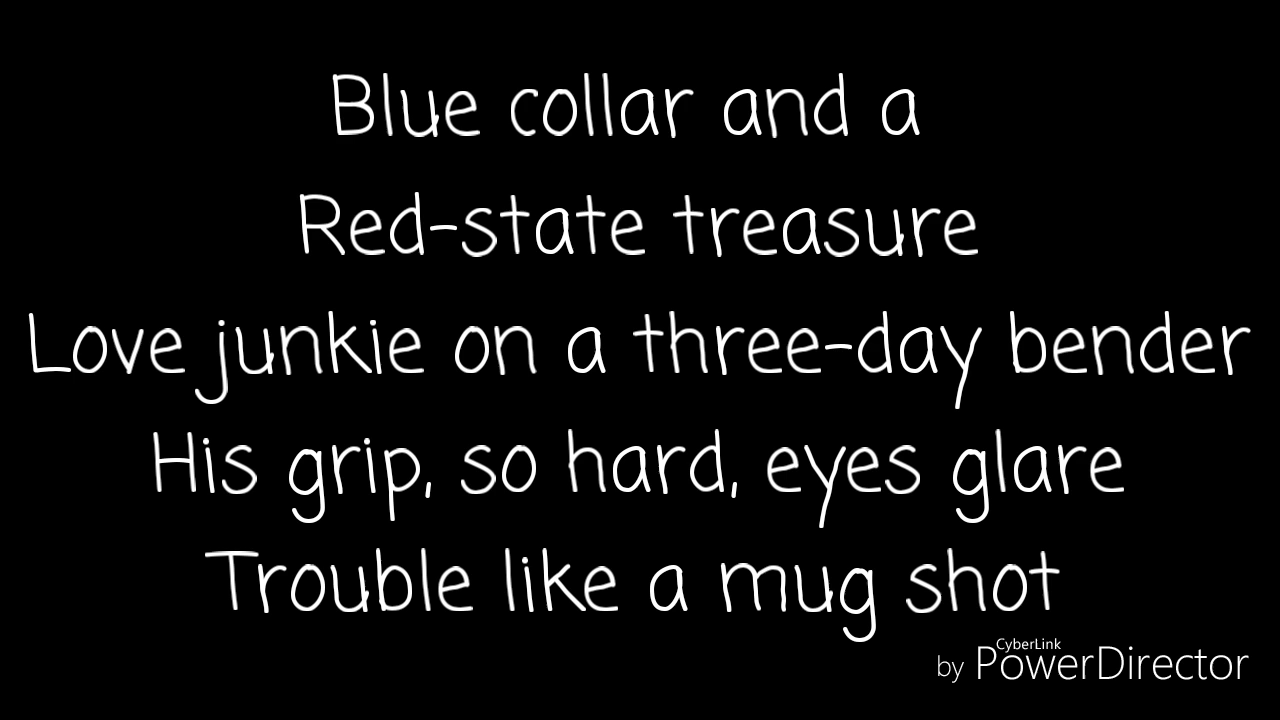 Blue collar and a
Red-state treasure
Love junkie on a three-day bender
His grip, so hard, eyes glare
Trouble like a mug shot
by CyberLink PowerDirector